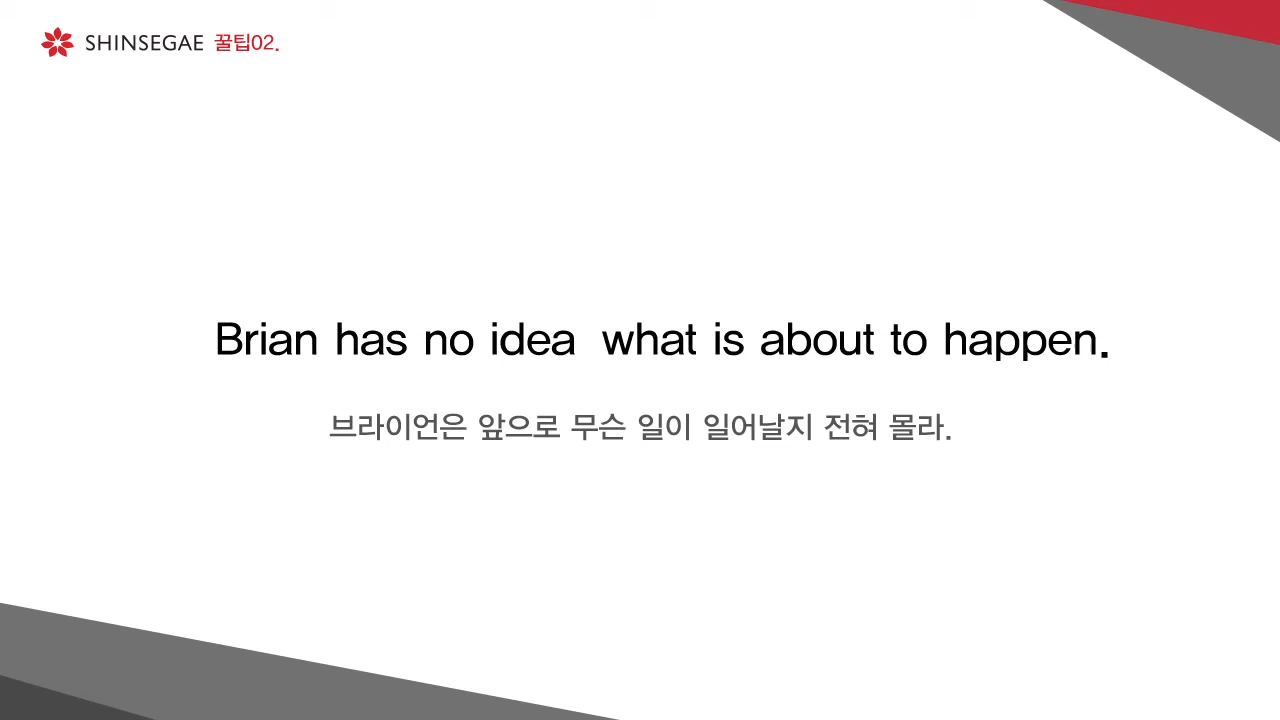 SHINSEGAE 꿀팁02.
Brian has no idea what is about to happen.
브라이언은 앞으로 무슨 일이 일어날지 전혀 몰라.